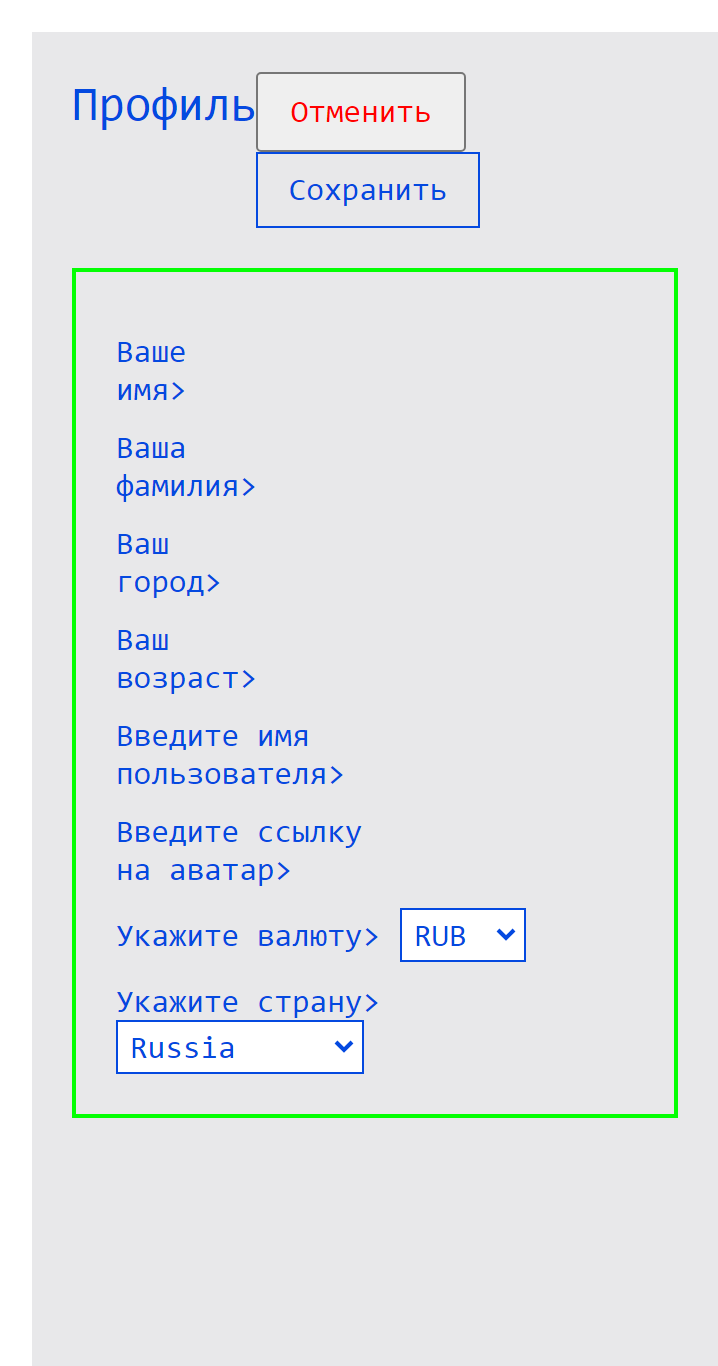 Профиль
Отменить
Сохранить
Ваше
имя>
Ваша
фамилия>
Ваш
город>
Ваш
возраст>
Введите имя
пользователя>
Введите ссылку
на аватар>
Укажите валюту> RUB
Укажите страну>
Russia